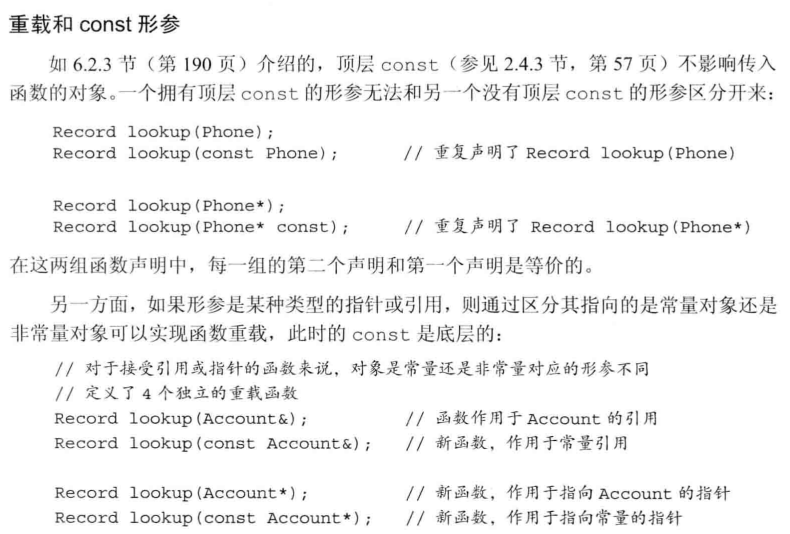 重载和 const 形参
如 6.2.3 节（第 190 页）介绍的，顶层 const（参见 2.4.3 节，第 57 页）不影响传入
函数的对象。一个拥有顶层 const 的形参无法和另一个没有顶层 const 的形参区分开来：
Record lookup(Phone);
Record lookup(const Phone); // 重复声明了 Record lookup(Phone)
Record lookup(Phone*);
Record lookup(Phone* const); // 重复声明了 Record lookup(Phone*)
在这两组函数声明中，每一组的第二个声明和第一个声明是等价的。
另一方面，如果形参是某种类型的指针或引用，则通过区分其指向的是常量对象还是
非常量对象可以实现函数重载，此时的 const 是底层的：
// 对于接受引用或指针的函数来说，对象是常量还是非常量对应的形参不同
// 定义了 4 个独立的重载函数
Record lookup(Account&); // 函数作用于 Account 的引用
Record lookup(const Account&); // 新函数，作用于常量引用
Record lookup(Account*); // 新函数，作用于指向 Account 的指针
Record lookup(const Account*); // 新函数，作用于指向常量的指针